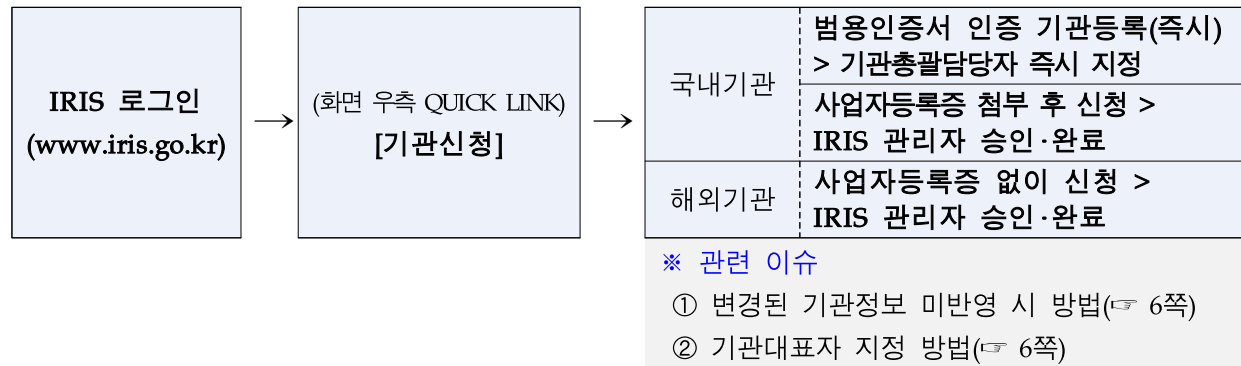 IRIS 로그인
(www.iris.go.kr)
→
(화면 우측 QUICK LINK)
[기관신청]
→
국내기관
범용인증서 인증 기관등록(즉시)
> 기관총괄담당자 즉시 지정
사업자등록증 첨부 후 신청 >
IRIS 관리자 승인·완료
해외기관
사업자등록증 없이 신청 >
IRIS 관리자 승인·완료
※ 관련 이슈
① 변경된 기관정보 미반영 시 방법(☞ 6쪽)
② 기관대표자 지정 방법(☞ 6쪽)